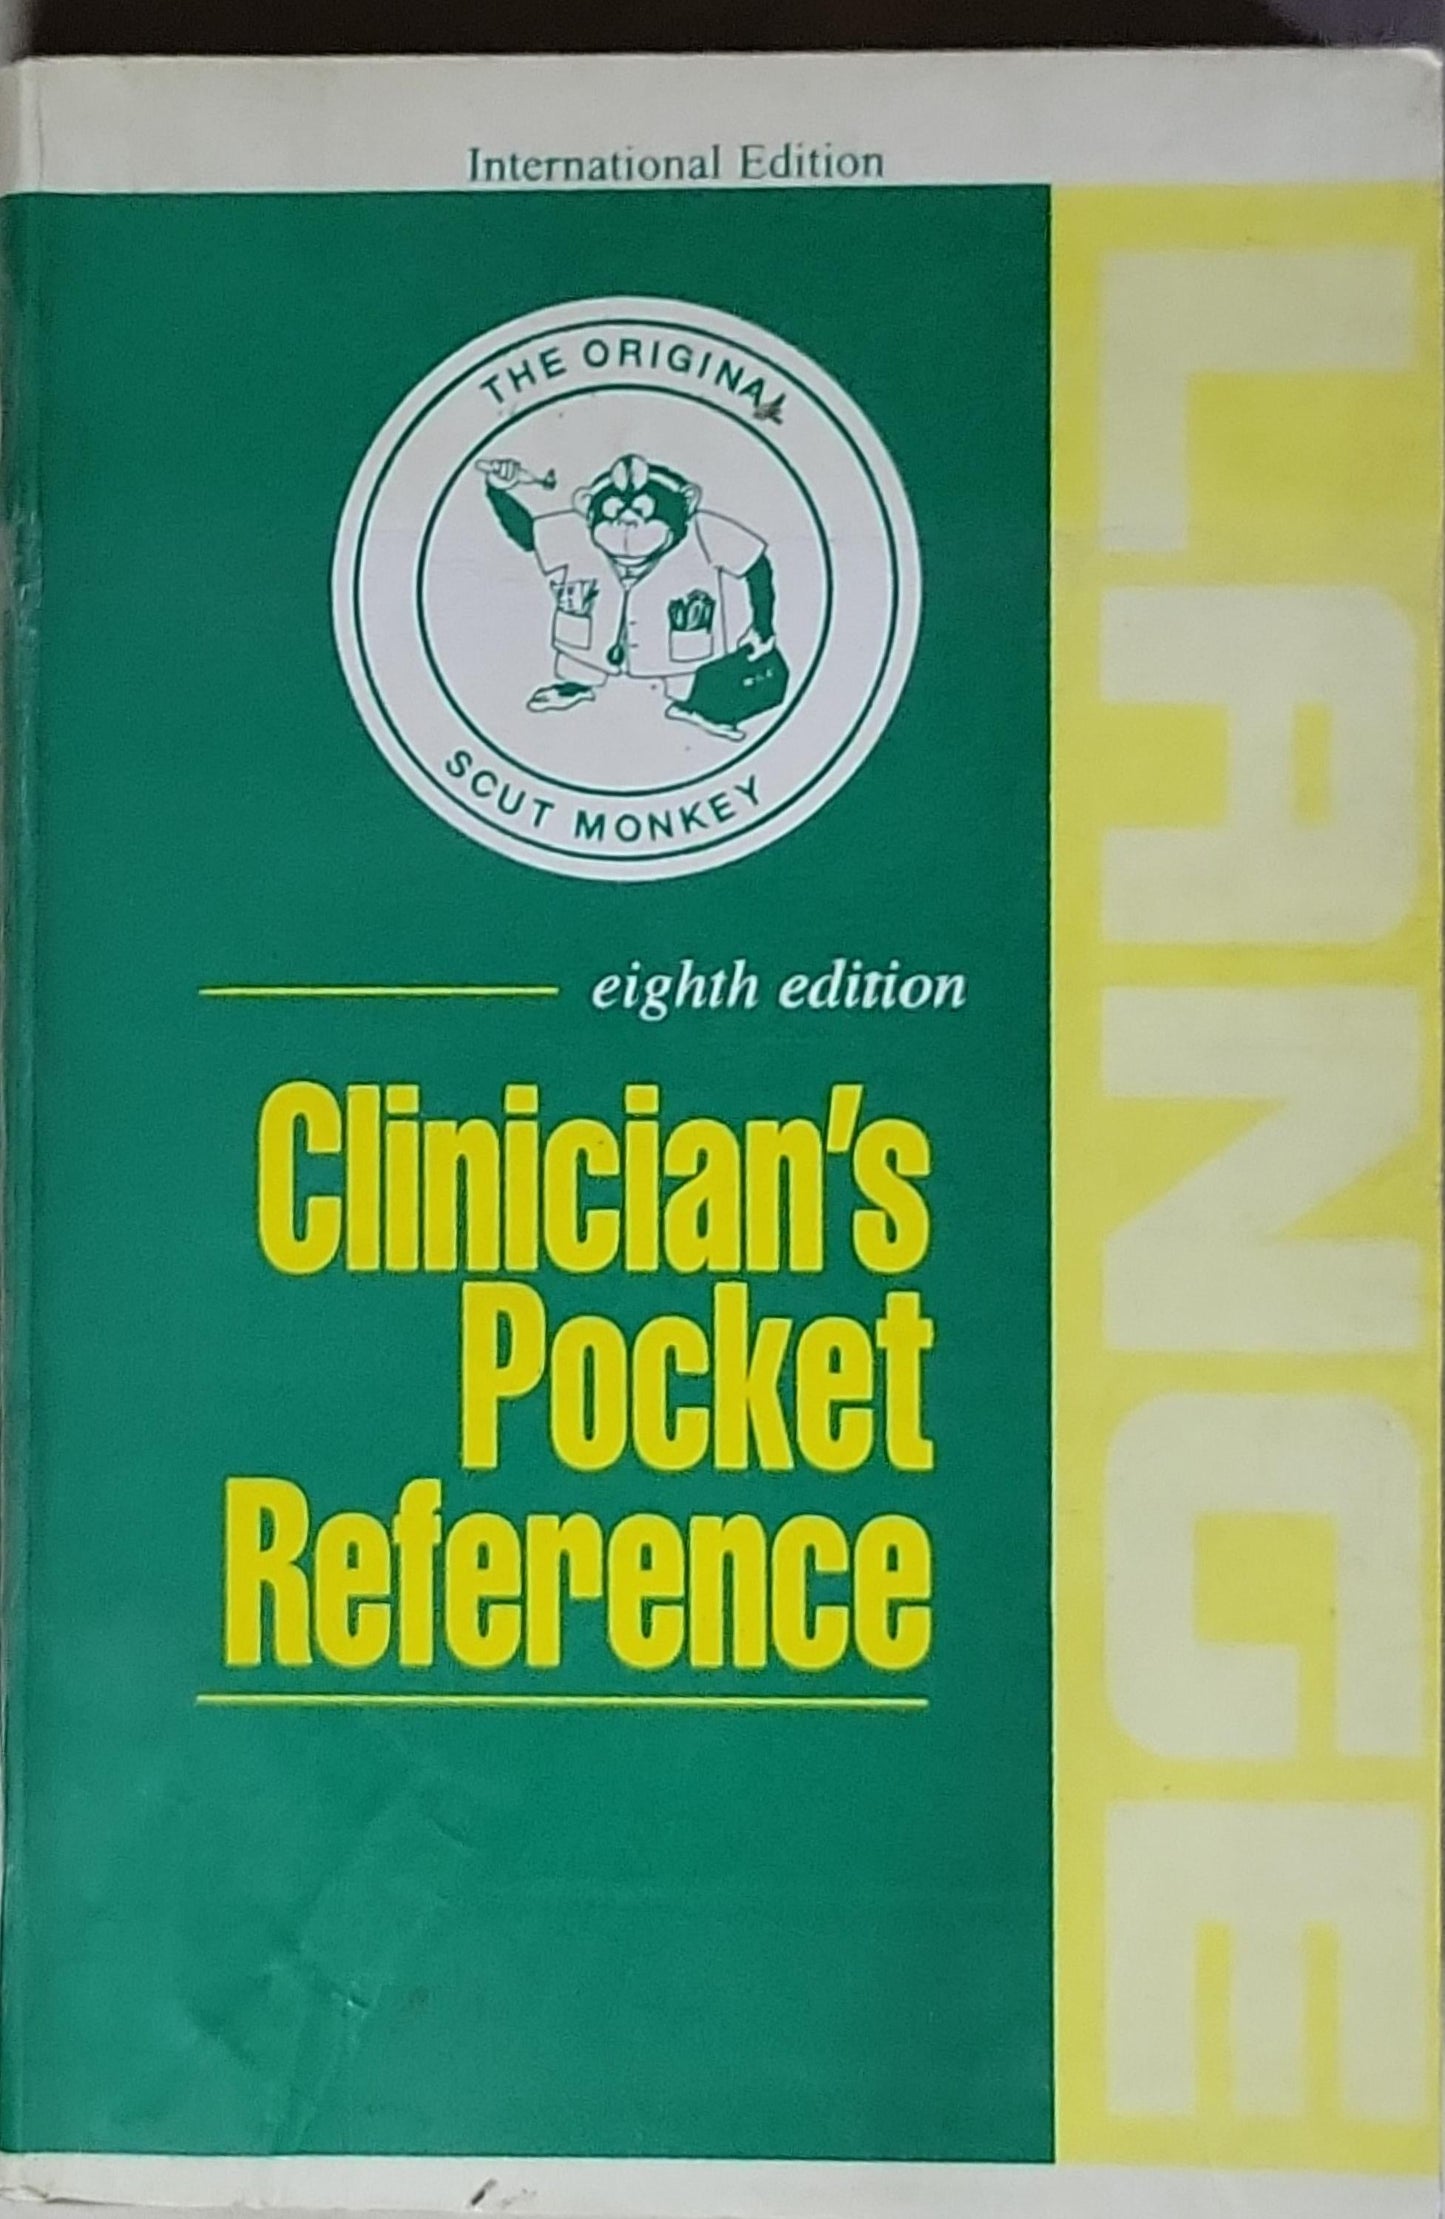 International Edition
THE ORIGINAL
SCUT MONKEY
eighth edition
Clinician's
Pocket
Reference
LANGE